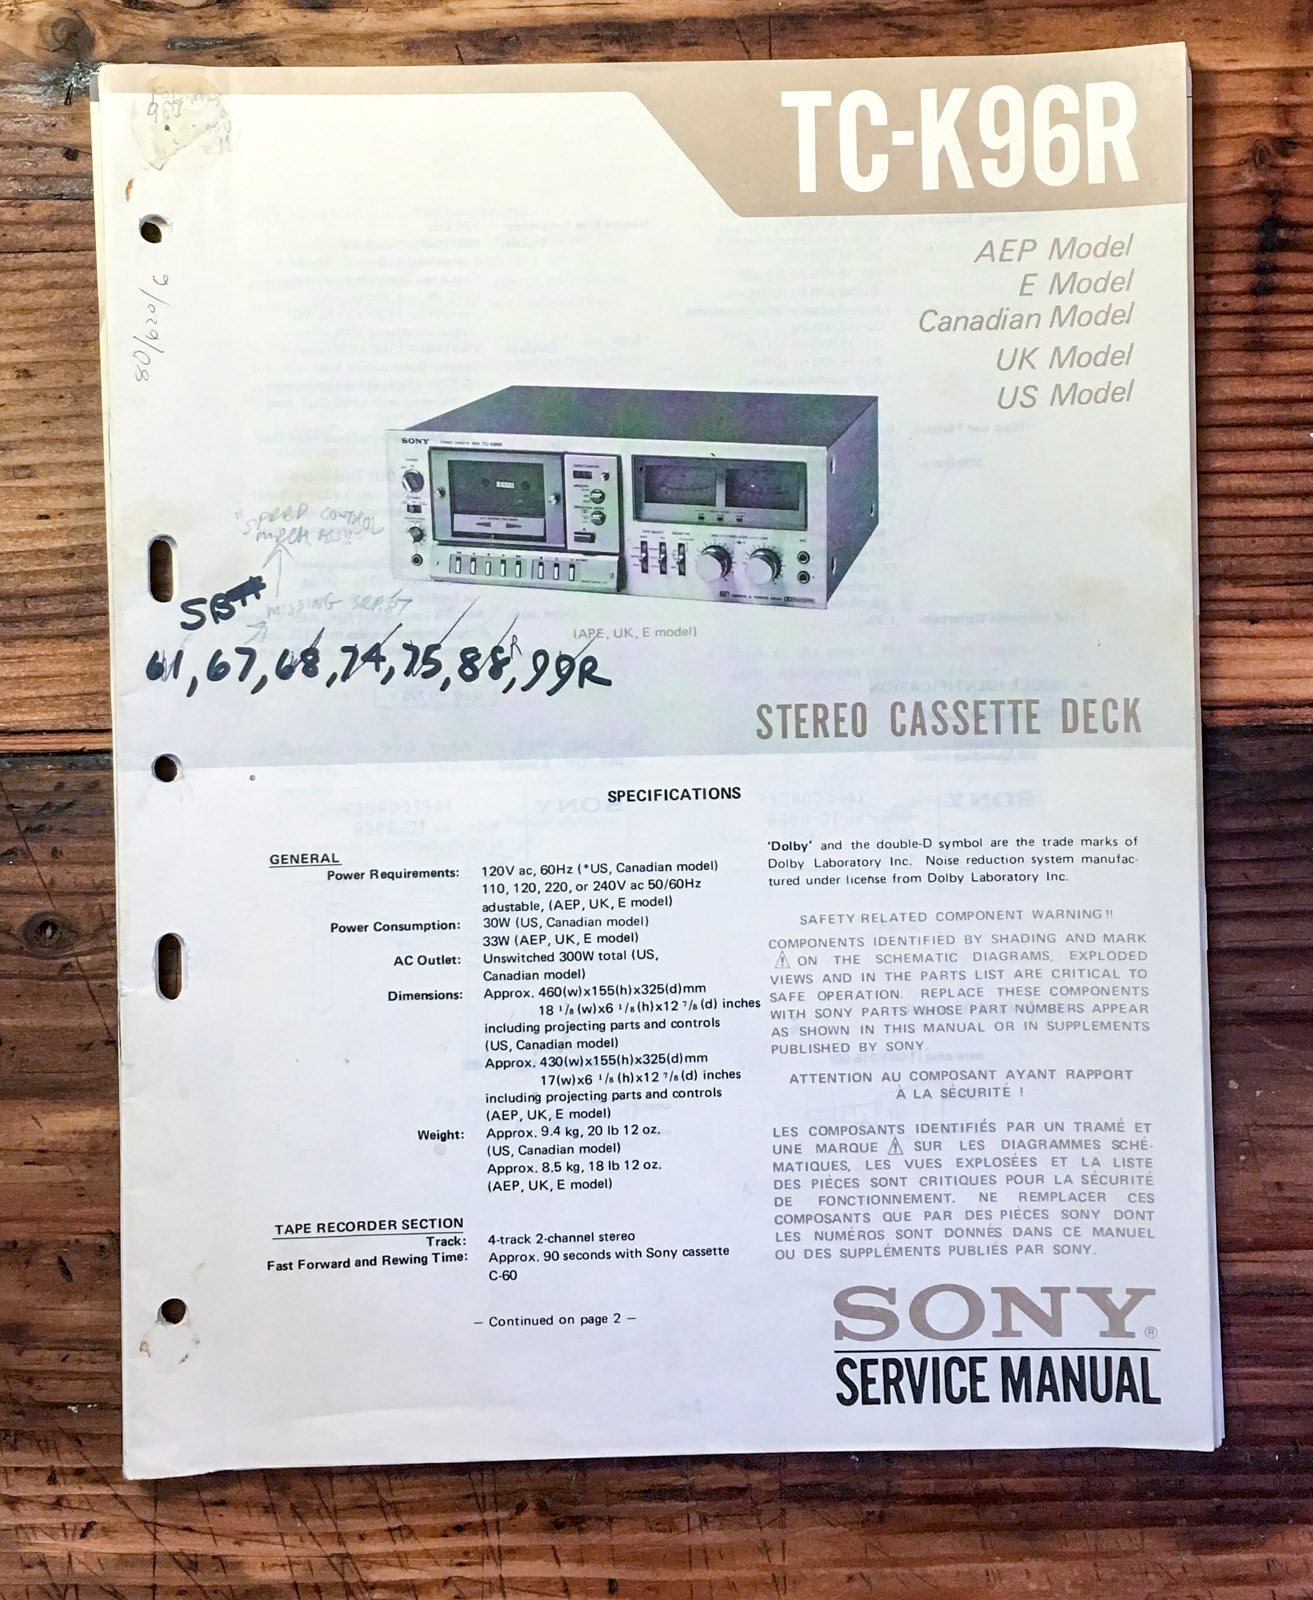 TC-K96R
AEP Model
E Model
Canadian Model
UK Model
US Model
80/620/6
SONY
"SPEED CONTROL
MECH ASSY"
SB#
MISSING
61, 67, 68, 74, 75, 88R, 99R
(APE, UK, E model)
STEREO CASSETTE DECK
SPECIFICATIONS
GENERAL
Power Requirements: 120V ac, 60Hz (*US, Canadian model)
110, 120, 220, or 240V ac 50/60Hz
adustable, (AEP, UK, E model)
Power Consumption: 30W (US, Canadian model)
33W (AEP, UK, E model)
AC Outlet: Unswitched 300W total (US,
Canadian model)
Dimensions: Approx. 460(w)x155(h)x325(d)mm
18 1/8 (w)x6 1/8 (h)x12 7/8 (d) inches
including projecting parts and controls
(US, Canadian model)
Approx. 430(w)x155(h)x325(d)mm
17(w)x6 1/8 (h)x12 7/8 (d) inches
including projecting parts and controls
(AEP, UK, E model)
Weight: Approx. 9.4 kg, 20 lb 12 oz.
(US, Canadian model)
Approx. 8.5 kg, 18 lb 12 oz.
(AEP, UK, E model)
TAPE RECORDER SECTION
Track: 4-track 2-channel stereo
Fast Forward and Rewing Time: Approx. 90 seconds with Sony cassette
C-60
— Continued on page 2 —
'Dolby' and the double-D symbol are the trade marks of
Dolby Laboratory Inc. Noise reduction system manufac-
tured under license from Dolby Laboratory Inc.
SAFETY RELATED COMPONENT WARNING!!
COMPONENTS IDENTIFIED BY SHADING AND MARK
⚠ ON THE SCHEMATIC DIAGRAMS, EXPLODED
VIEWS AND IN THE PARTS LIST ARE CRITICAL TO
SAFE OPERATION. REPLACE THESE COMPONENTS
WITH SONY PARTS WHOSE PART NUMBERS APPEAR
AS SHOWN IN THIS MANUAL OR IN SUPPLEMENTS
PUBLISHED BY SONY.
ATTENTION AU COMPOSANT AYANT RAPPORT
À LA SÉCURITÉ !
LES COMPOSANTS IDENTIFIÉS PAR UN TRAMÉ ET
UNE MARQUE ⚠ SUR LES DIAGRAMMES SCHÉ-
MATIQUES, LES VUES EXPLOSÉES ET LA LISTE
DES PIÈCES SONT CRITIQUES POUR LA SÉCURITÉ
DE FONCTIONNEMENT. NE REMPLACER CES
COMPOSANTS QUE PAR DES PIÈCES SONY DONT
LES NUMÉROS SONT DONNÉS DANS CE MANUEL
OU DES SUPPLÉMENTS PUBLIÉS PAR SONY.
SONY®
SERVICE MANUAL